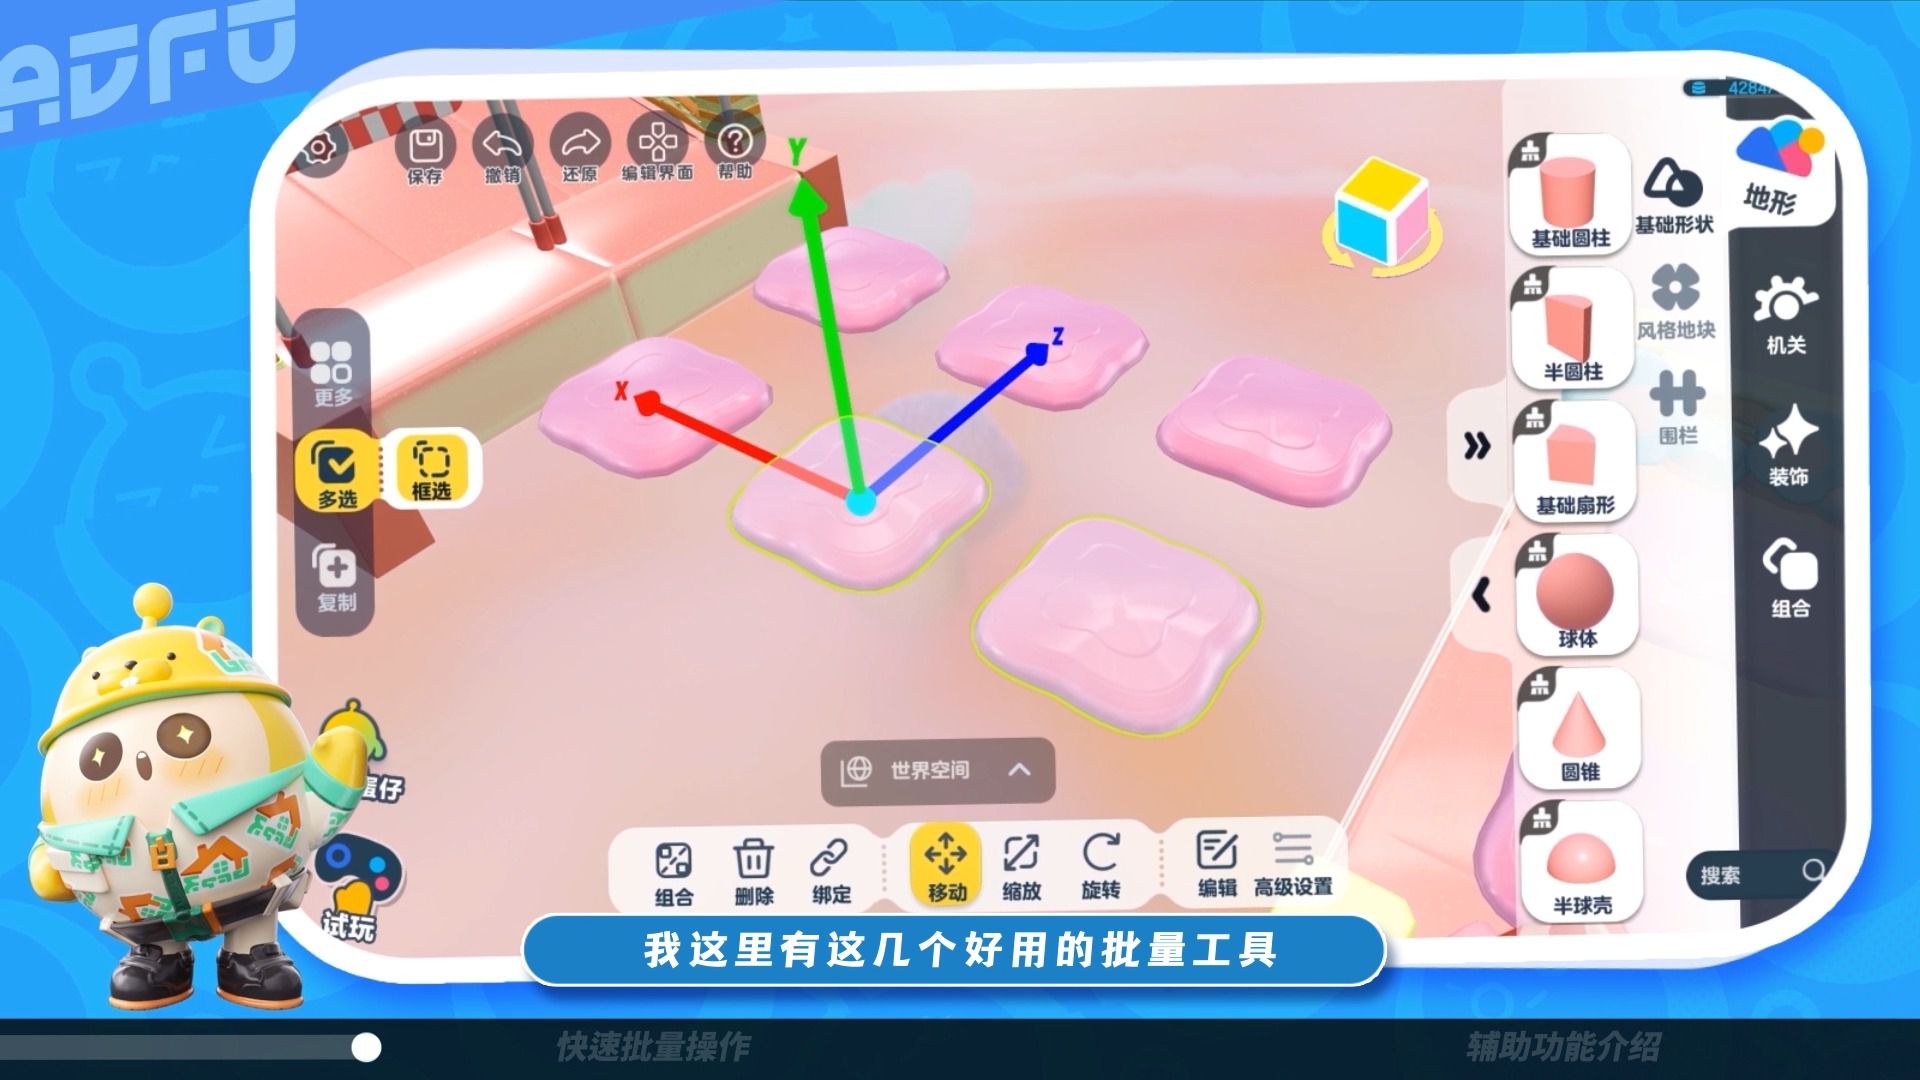 ADFU
4284
保存
撤销
还原
编辑界面
帮助
Y
X
Z
更多
多选
框选
复制
蛋仔
试玩
世界空间
组合
删除
绑定
移动
缩放
旋转
编辑
高级设置
基础圆柱
半圆柱
基础扇形
球体
圆锥
半球壳
基础形状
风格地块
围栏
地形
机关
装饰
组合
搜索
我这里有这几个好用的批量工具
快速批量操作
辅助功能介绍